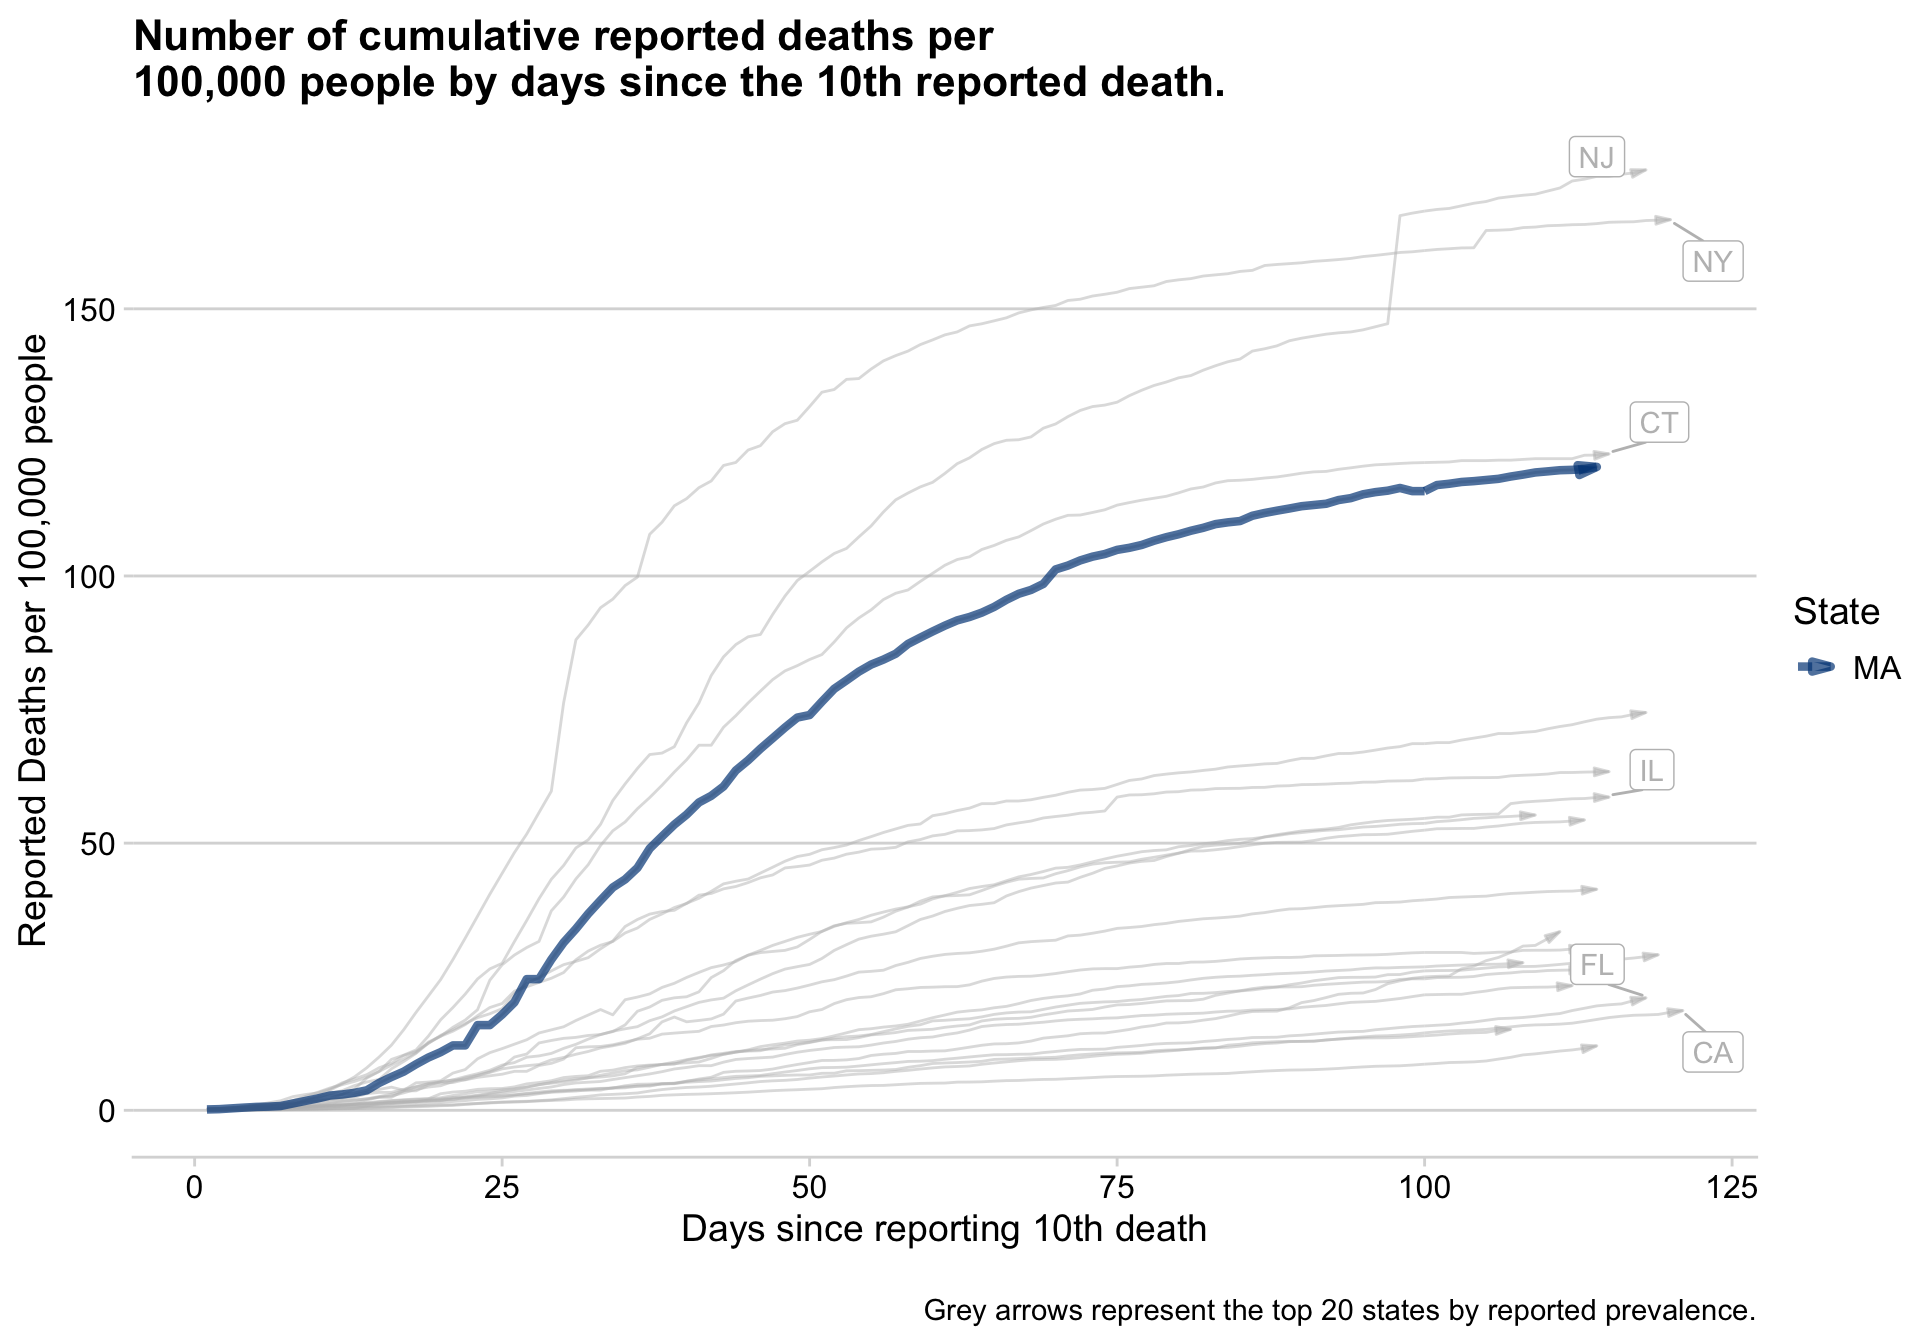 Number of cumulative reported deaths per
100,000 people by days since the 10th reported death.
NJ
NY
150
CT
100
State
MA
IL
50
FL
CA
0
Reported Deaths per 100,000 people
0 25 50 75 100 125
Days since reporting 10th death
Grey arrows represent the top 20 states by reported prevalence.